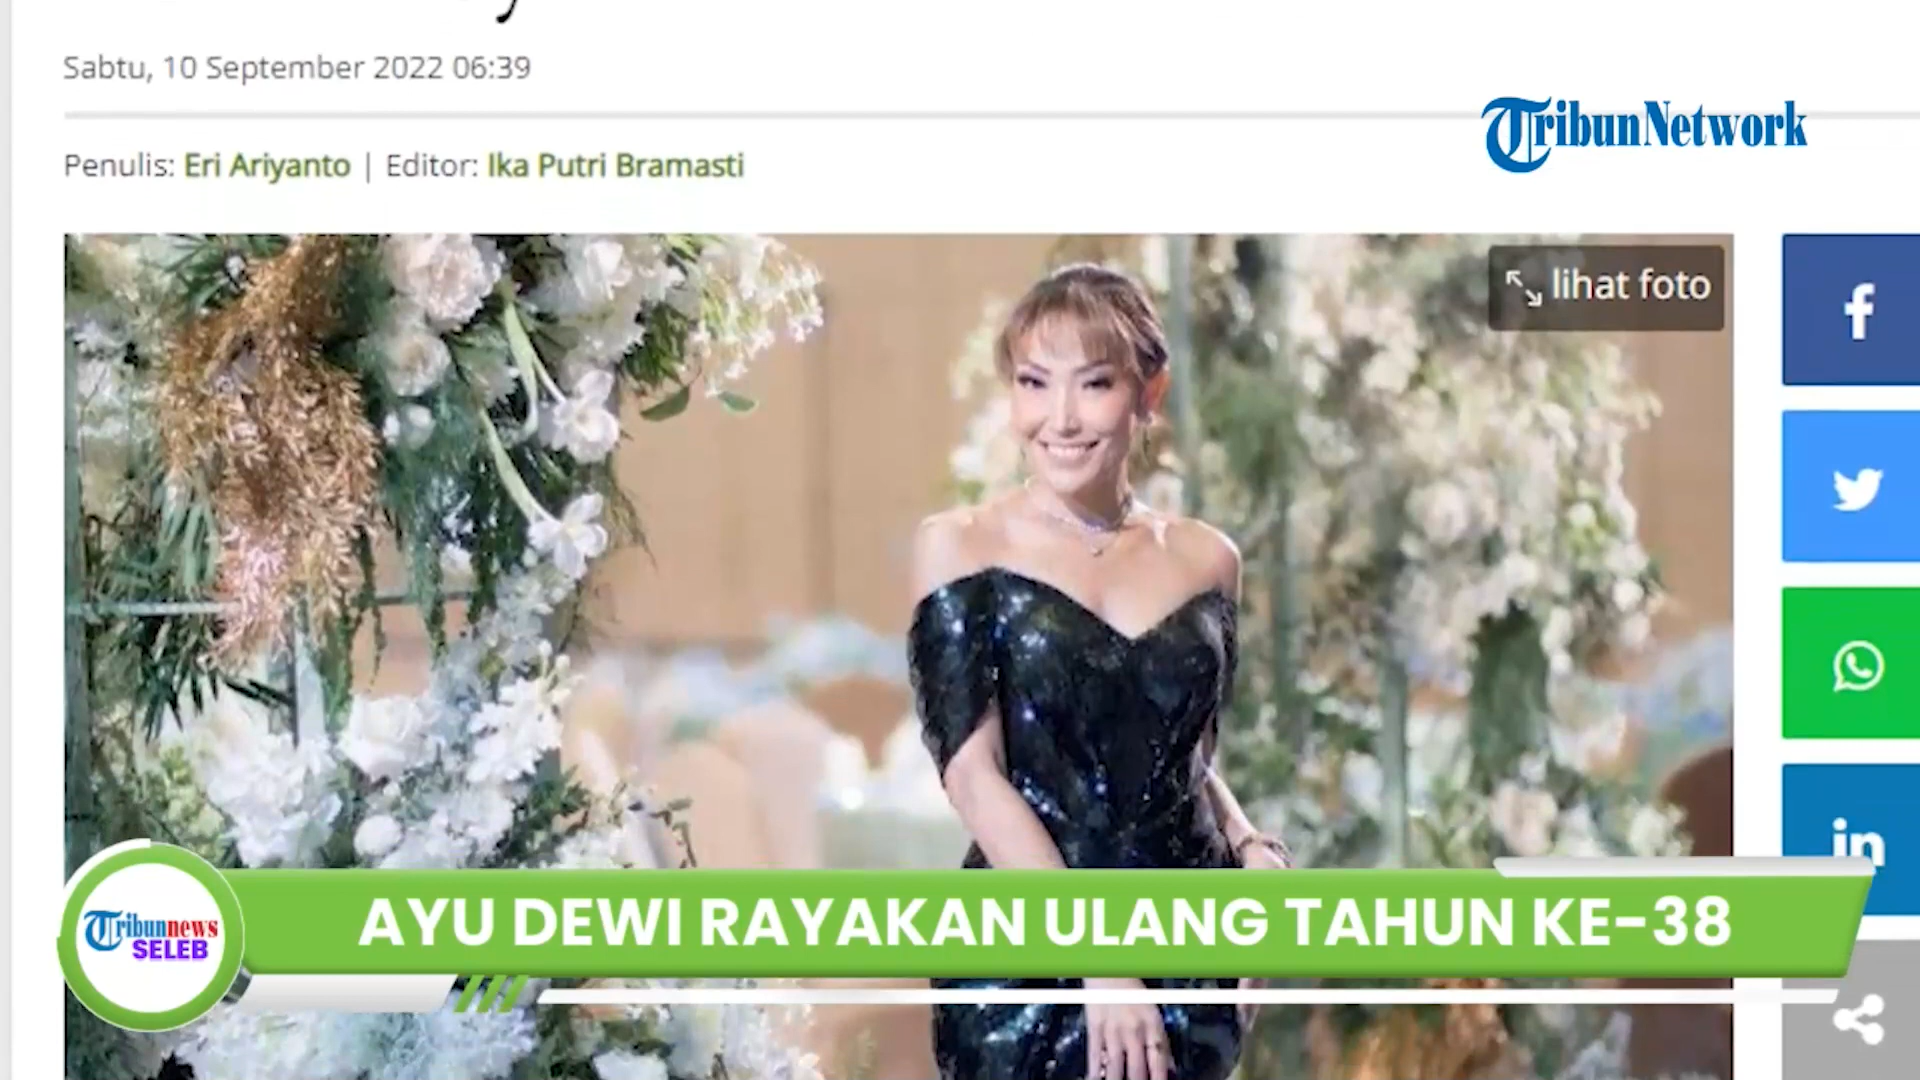 Sabtu, 10 September 2022 06:39
TribunNetwork
Penulis: Eri Ariyanto | Editor: Ika Putri Bramasti
lihat foto
in
Tribunnews
SELEB
AYU DEWI RAYAKAN ULANG TAHUN KE-38